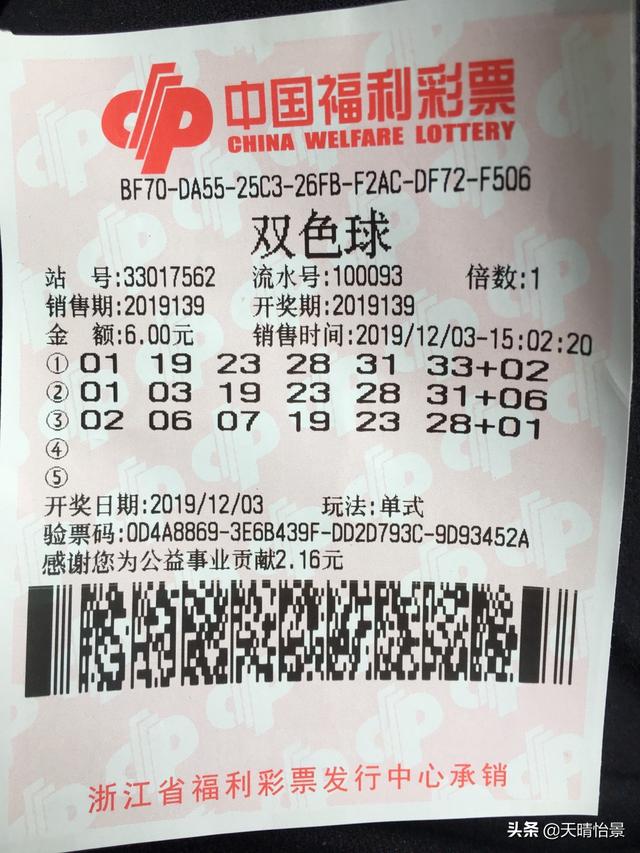 中国福利彩票
CHINA WELFARE LOTTERY
BF70-DA55-25C3-26FB-F2AC-DF72-F506
双色球
站 号:33017562 流水号:100093 倍数:1
销售期:2019139 开奖期:2019139
金 额:6.00元 销售时间:2019/12/03-15:02:20
① 01 19 23 28 31 33+02
② 01 03 19 23 28 31+06
③ 02 06 07 19 23 28+01
④
⑤
开奖日期:2019/12/03 玩法:单式
验票码:0D4A8869-3E6B439F-DD2D793C-9D93452A
感谢您为公益事业贡献2.16元
浙江省福利彩票发行中心承销
头条 @天晴怡景